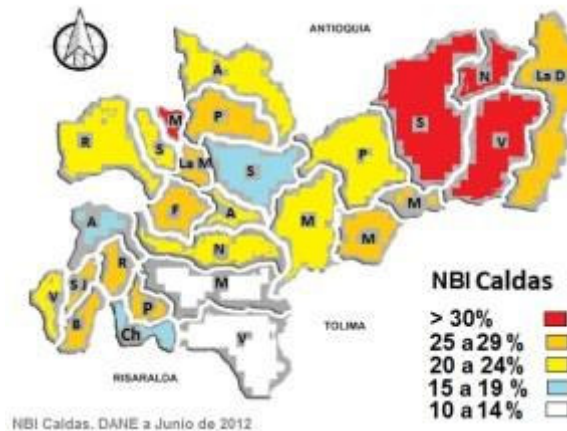 ANTIOQUIA
A
N
La D
M
P
S
V
R
S
La M
S
P
M
F
A
M
M
A
N
R
M
V
S J
P
B
Ch
V
TOLIMA
RISARALDA
NBI Caldas
> 30%
25 a 29 %
20 a 24%
15 a 19 %
10 a 14%
NBI Caldas. DANE a Junio de 2012